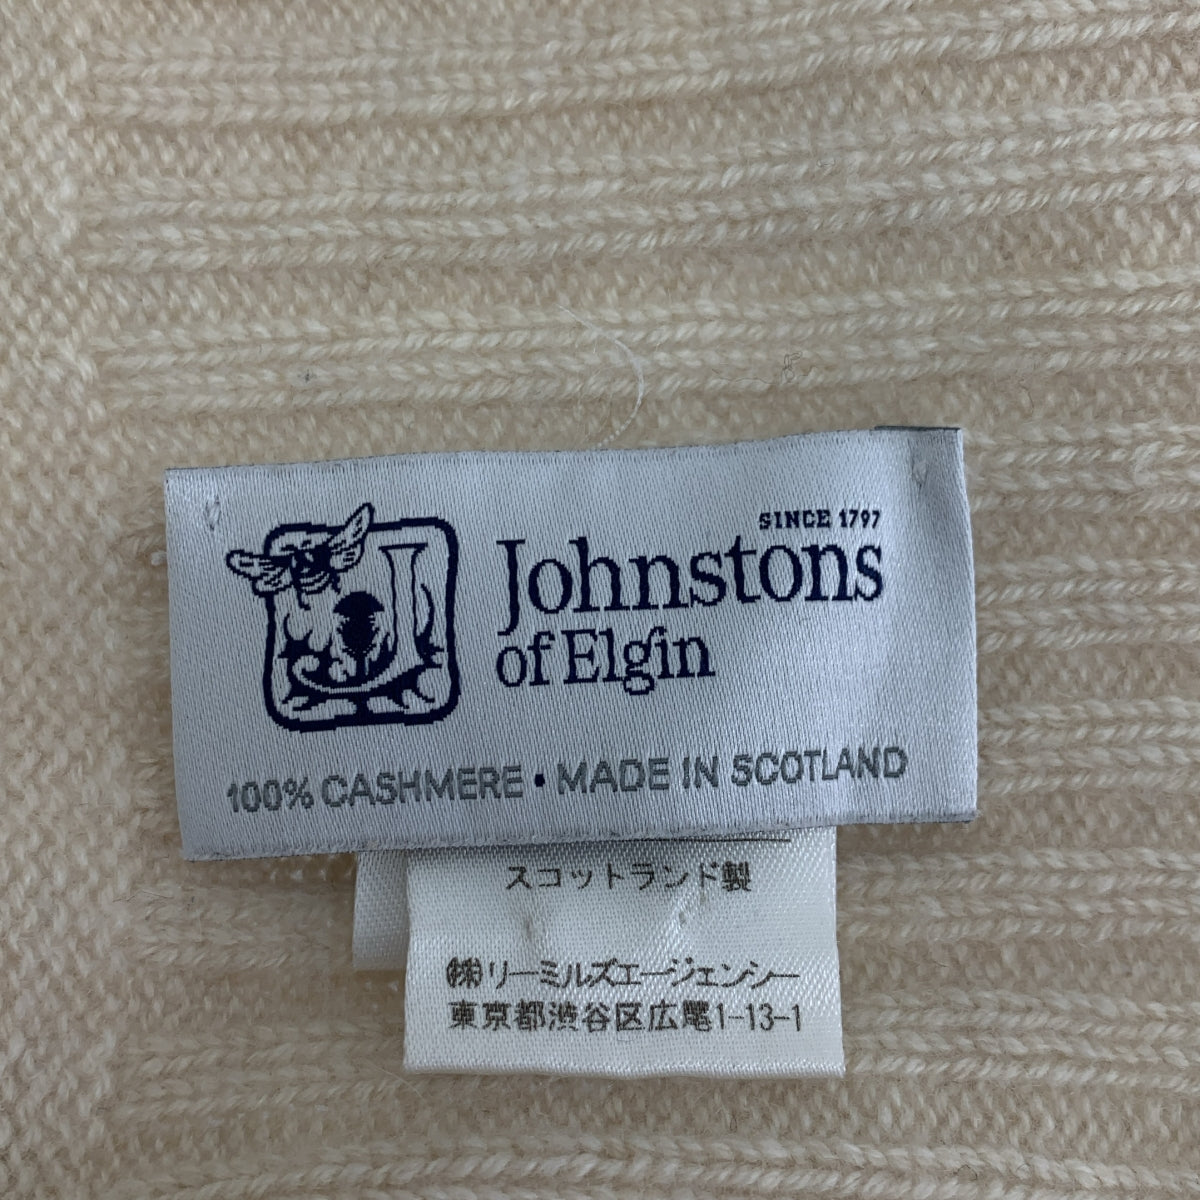 SINCE 1797
Johnstons
of Elgin
100% CASHMERE • MADE IN SCOTLAND
スコットランド製
㈱リーミルズエージェンシー
東京都渋谷区広尾1-13-1